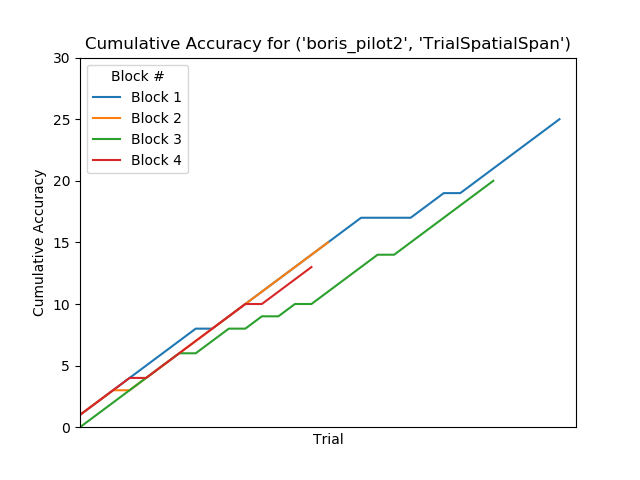 Cumulative Accuracy for ('boris_pilot2', 'TrialSpatialSpan')
30
25
20
15
10
5
0
Cumulative Accuracy
Block #
Block 1
Block 2
Block 3
Block 4
Trial